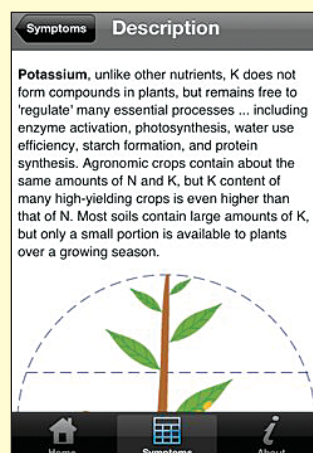 Symptoms Description
Potassium, unlike other nutrients, K does not
form compounds in plants, but remains free to
'regulate' many essential processes ... including
enzyme activation, photosynthesis, water use
efficiency, starch formation, and protein
synthesis. Agronomic crops contain about the
same amounts of N and K, but K content of
many high-yielding crops is even higher than
that of N. Most soils contain large amounts of K,
but only a small portion is available to plants
over a growing season.
Home Symptoms About